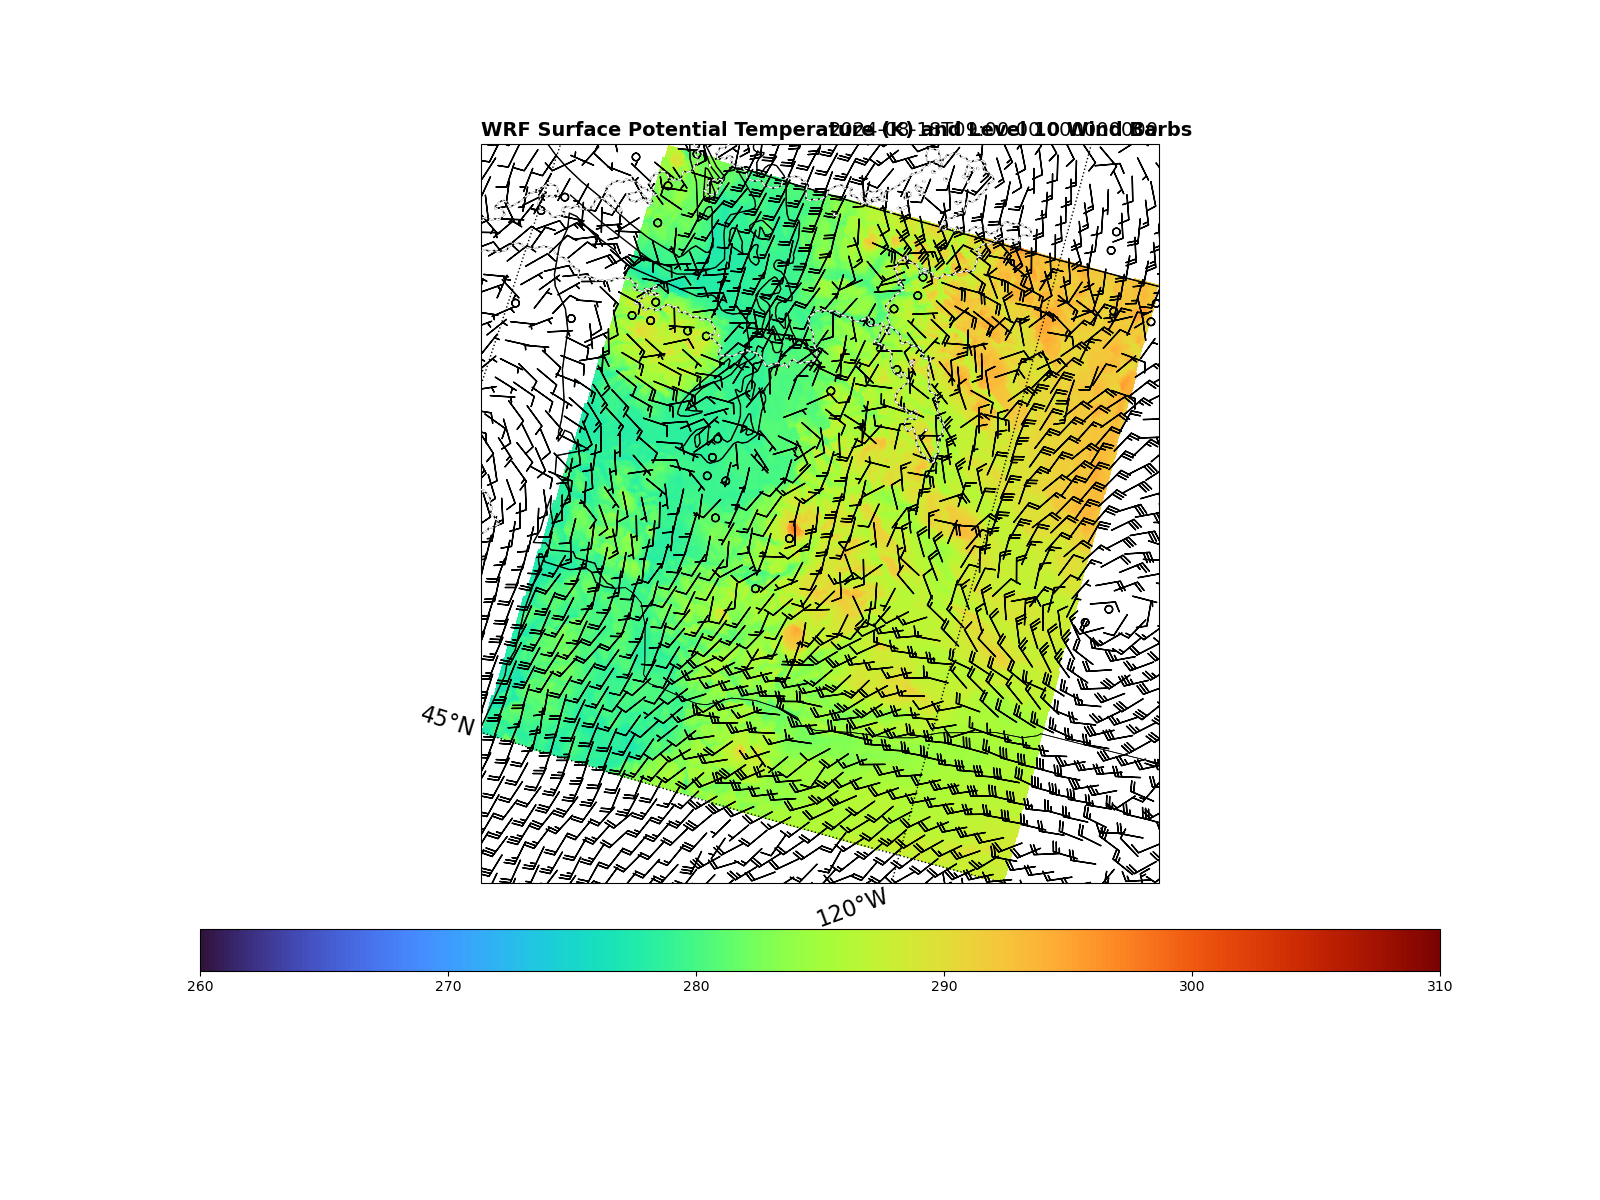 WRF Surface Potential Temperature (K) and Level 10 Wind Barbs
45°N
120°W
260 270 280 290 300 310